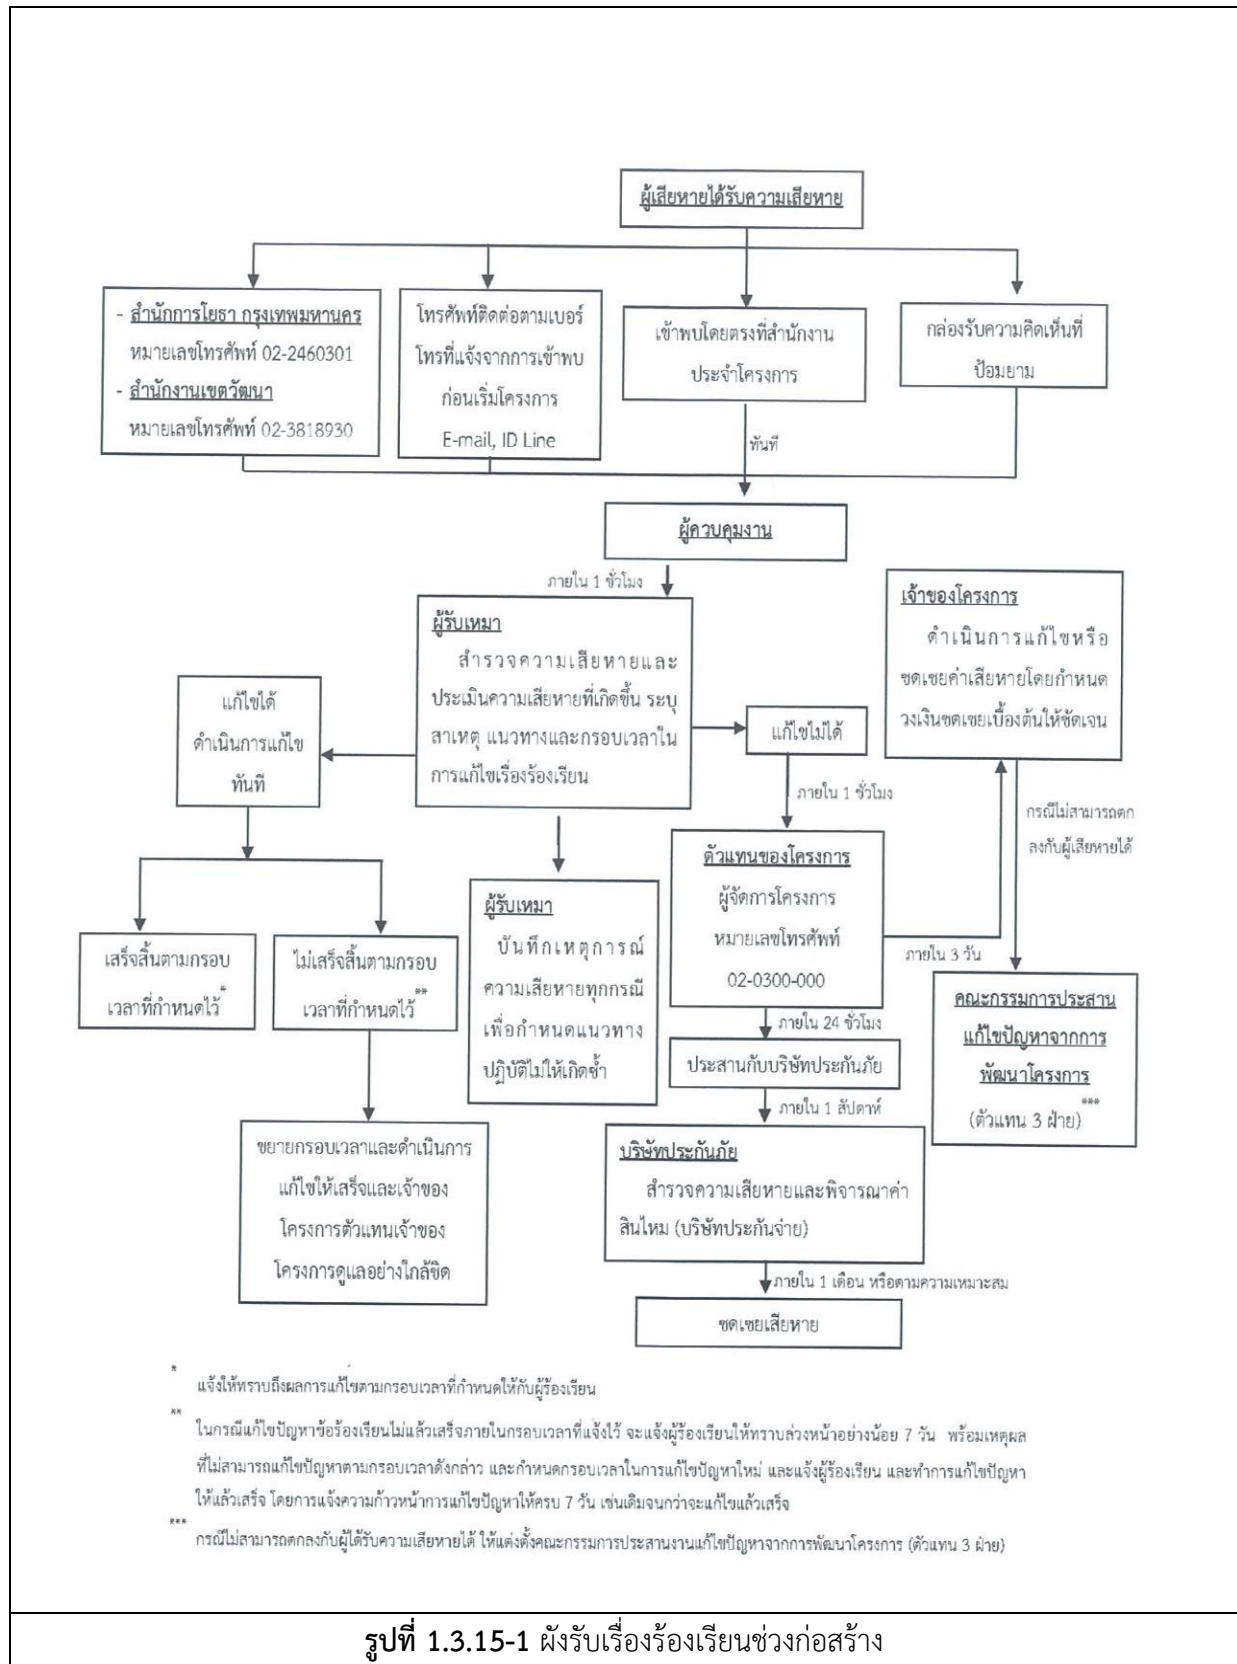 ผู้เสียหายได้รับความเสียหาย
- สำนักการโยธา กรุงเทพมหานคร
หมายเลขโทรศัพท์ 02-2460301
- สำนักงานเขตวัฒนา
หมายเลขโทรศัพท์ 02-3818930
โทรศัพท์ติดต่อตามเบอร์
โทรที่แจ้งจากการเข้าพบ
ก่อนเริ่มโครงการ
E-mail, ID Line
เข้าพบโดยตรงที่สำนักงาน
ประจำโครงการ
กล่องรับความคิดเห็นที่
ป้อมยาม
ทันที
ผู้ควบคุมงาน
ภายใน 1 ชั่วโมง
ผู้รับเหมา
สำรวจความเสียหายและ
ประเมินความเสียหายที่เกิดขึ้น ระบุ
สาเหตุ แนวทางและกรอบเวลาใน
การแก้ไขเรื่องร้องเรียน
เจ้าของโครงการ
ดำเนินการแก้ไขหรือ
ชดเชยค่าเสียหายโดยกำหนด
วงเงินชดเชยเบื้องต้นให้ชัดเจน
แก้ไขได้
ดำเนินการแก้ไข
ทันที
แก้ไขไม่ได้
ภายใน 1 ชั่วโมง
กรณีไม่สามารถตก
ลงกับผู้เสียหายได้
ตัวแทนของโครงการ
ผู้จัดการโครงการ
หมายเลขโทรศัพท์
02-0300-000
ผู้รับเหมา
บันทึกเหตุการณ์
ความเสียหายทุกกรณี
เพื่อกำหนดแนวทาง
ปฏิบัติไม่ให้เกิดซ้ำ
เสร็จสิ้นตามกรอบ
เวลาที่กำหนดไว้*
ไม่เสร็จสิ้นตามกรอบ
เวลาที่กำหนดไว้**
ภายใน 3 วัน
คณะกรรมการประสาน
แก้ไขปัญหาจากการ
พัฒนาโครงการ
(ตัวแทน 3 ฝ่าย)***
ภายใน 24 ชั่วโมง
ประสานกับบริษัทประกันภัย
ภายใน 1 สัปดาห์
ขยายกรอบเวลาและดำเนินการ
แก้ไขให้เสร็จและเจ้าของ
โครงการตัวแทนเจ้าของ
โครงการดูแลอย่างใกล้ชิด
บริษัทประกันภัย
สำรวจความเสียหายและพิจารณาค่า
สินไหม (บริษัทประกันจ่าย)
ภายใน 1 เดือน หรือตามความเหมาะสม
ชดเชยเสียหาย
* แจ้งให้ทราบถึงผลการแก้ไขตามกรอบเวลาที่กำหนดให้กับผู้ร้องเรียน
** ในกรณีแก้ไขปัญหาข้อร้องเรียนไม่แล้วเสร็จภายในกรอบเวลาที่แจ้งไว้ จะแจ้งผู้ร้องเรียนให้ทราบล่วงหน้าอย่างน้อย 7 วัน พร้อมเหตุผล
ที่ไม่สามารถแก้ไขปัญหาตามกรอบเวลาดังกล่าว และกำหนดกรอบเวลาในการแก้ไขปัญหาใหม่ และแจ้งผู้ร้องเรียน และทำการแก้ไขปัญหา
ให้แล้วเสร็จ โดยการแจ้งความก้าวหน้าการแก้ไขปัญหาให้ครบ 7 วัน เช่นเดิมจนกว่าจะแก้ไขแล้วเสร็จ
*** กรณีไม่สามารถตกลงกับผู้ได้รับความเสียหายได้ ให้แต่งตั้งคณะกรรมการประสานงานแก้ไขปัญหาจากการพัฒนาโครงการ (ตัวแทน 3 ฝ่าย)
รูปที่ 1.3.15-1 ผังรับเรื่องร้องเรียนช่วงก่อสร้าง